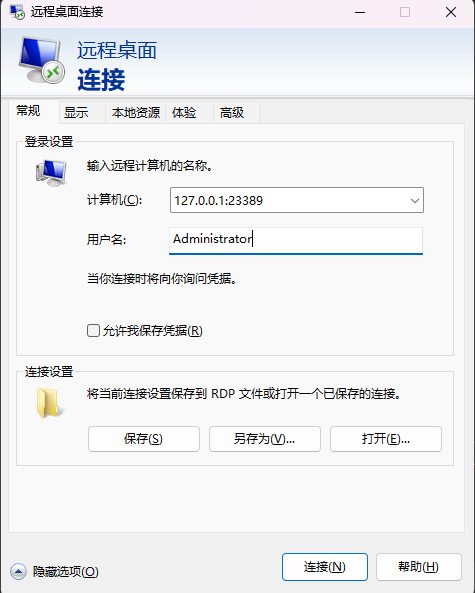 远程桌面连接
远程桌面
连接
常规 显示 本地资源 体验 高级
登录设置
输入远程计算机的名称。
计算机(C): 127.0.0.1:23389
用户名: Administrator
当你连接时将向你询问凭据。
允许我保存凭据(R)
连接设置
将当前连接设置保存到 RDP 文件或打开一个已保存的连接。
保存(S) 另存为(V)... 打开(E)...
隐藏选项(O) 连接(N) 帮助(H)